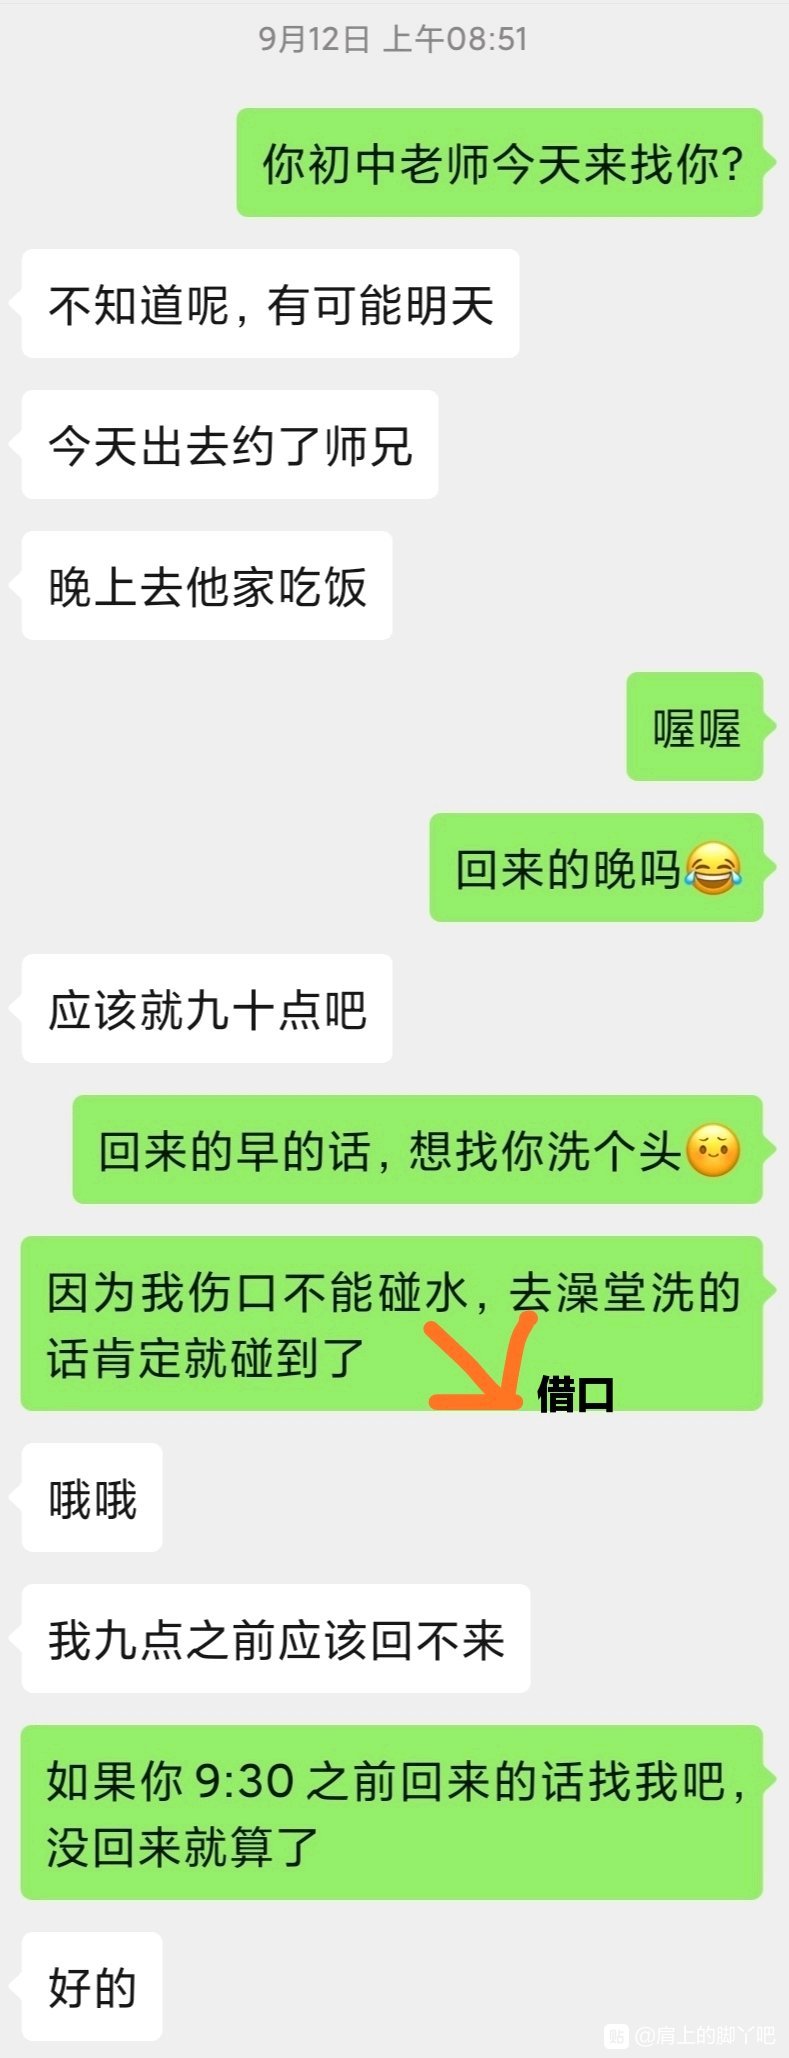 9月12日 上午08:51
你初中老师今天来找你?
不知道呢，有可能明天
今天出去约了师兄
晚上去他家吃饭
喔喔
回来的晚吗😂
应该就九十点吧
回来的早的话，想找你洗个头🥺
因为我伤口不能碰水，去澡堂洗的
话肯定就碰到了
借口
哦哦
我九点之前应该回不来
如果你 9:30 之前回来的话找我吧，
没回来就算了
好的
贴 @肩上的脚丫吧